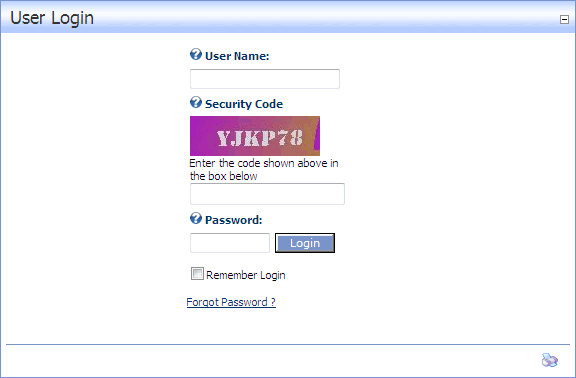 User Login
User Name:
Security Code
YJKP78
Enter the code shown above in
the box below
Password:
Login
Remember Login
Forgot Password ?